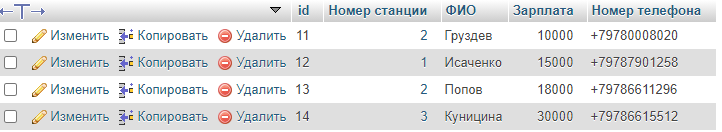 id Номер станции ФИО Зарплата Номер телефона
Изменить Копировать Удалить 11 2 Груздев 10000 +79780008020
Изменить Копировать Удалить 12 1 Исаченко 15000 +79787901258
Изменить Копировать Удалить 13 2 Попов 18000 +79786611296
Изменить Копировать Удалить 14 3 Куницина 30000 +79786615512